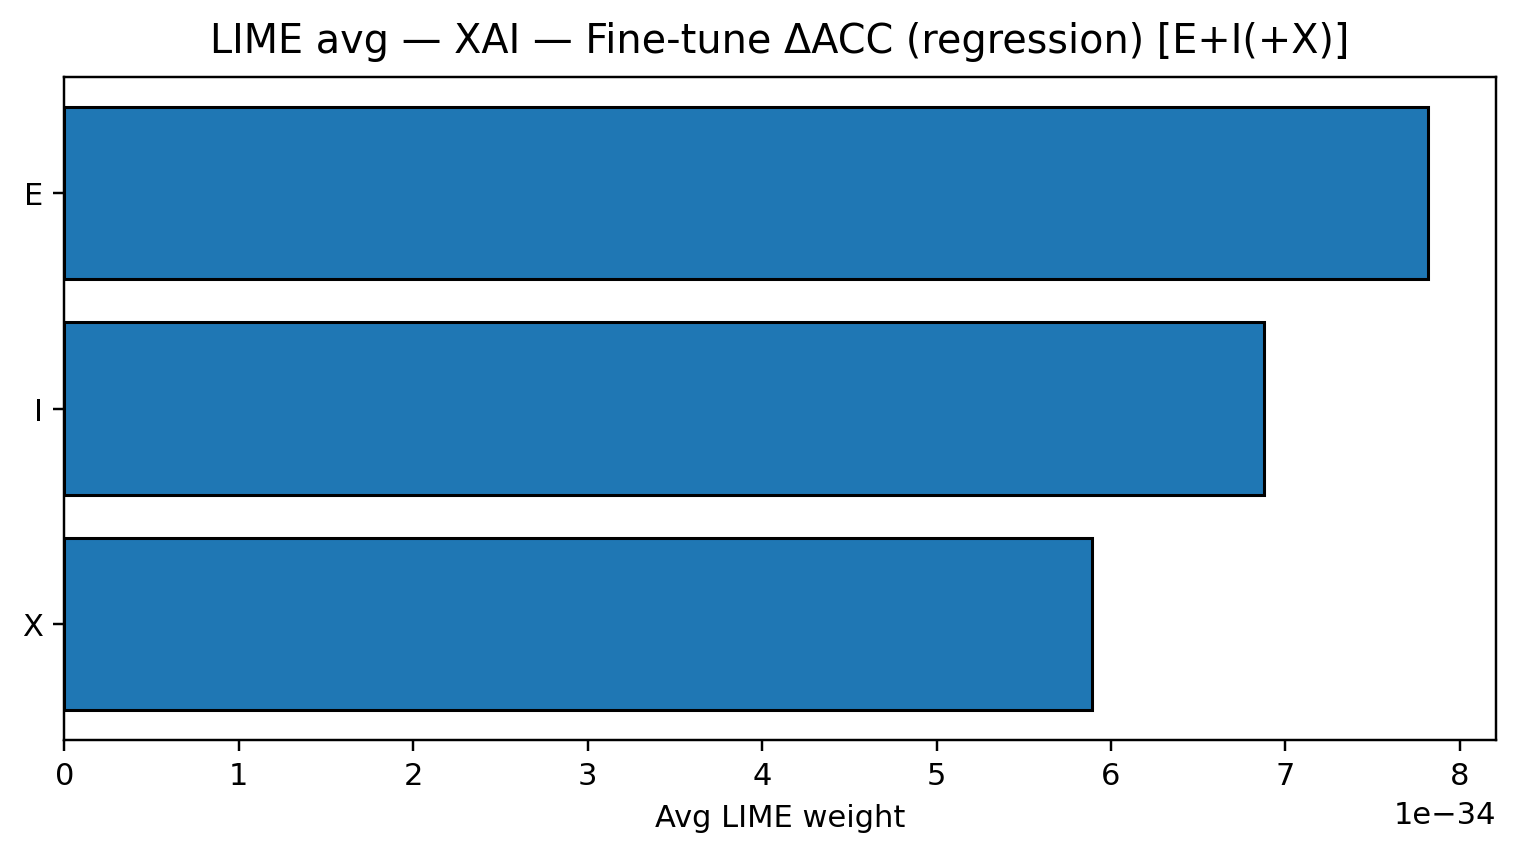 LIME avg — XAI — Fine-tune ΔACC (regression) [E+I(+X)]
E
I
X
0 1 2 3 4 5 6 7 8
Avg LIME weight
1e−34